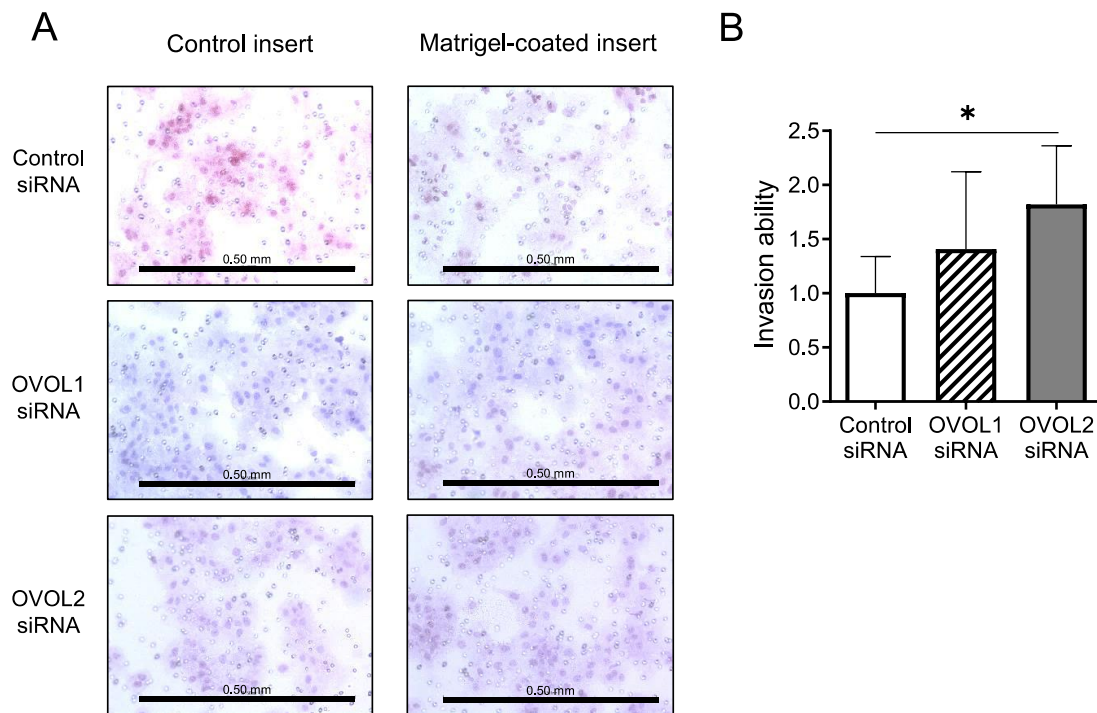 A
Control insert
Matrigel-coated insert
Control
siRNA
0.50 mm
0.50 mm
OVOL1
siRNA
0.50 mm
0.50 mm
OVOL2
siRNA
0.50 mm
0.50 mm
B
*
Invasion ability
2.5
2.0
1.5
1.0
0.5
0.0
Control
siRNA
OVOL1
siRNA
OVOL2
siRNA